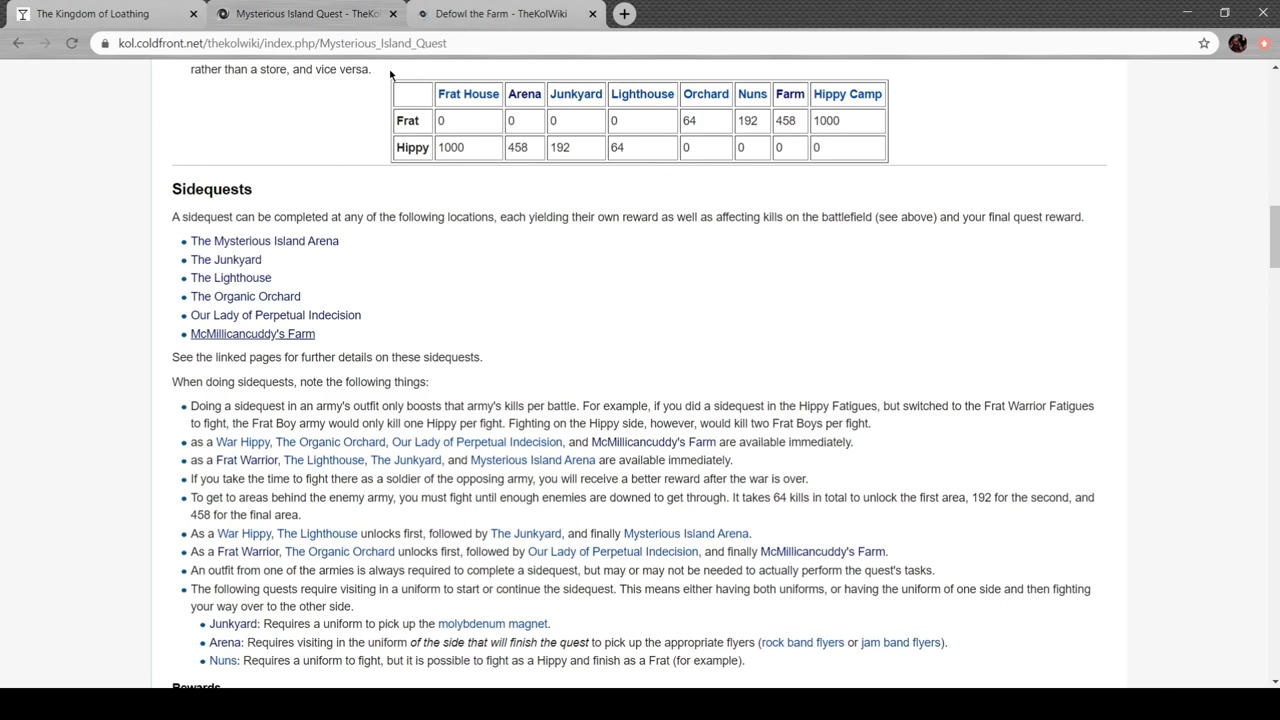 The Kingdom of Loathing
Mysterious Island Quest - TheKol
Defowl the Farm - TheKolWiki
kol.coldfront.net/thekolwiki/index.php/Mysterious_Island_Quest
rather than a store, and vice versa.
Frat House Arena Junkyard Lighthouse Orchard Nuns Farm Hippy Camp
Frat 0 0 0 0 64 192 458 1000
Hippy 1000 458 192 64 0 0 0 0
Sidequests
A sidequest can be completed at any of the following locations, each yielding their own reward as well as affecting kills on the battlefield (see above) and your final quest reward.
The Mysterious Island Arena
The Junkyard
The Lighthouse
The Organic Orchard
Our Lady of Perpetual Indecision
McMillicancuddy's Farm
See the linked pages for further details on these sidequests.
When doing sidequests, note the following things:
Doing a sidequest in an army's outfit only boosts that army's kills per battle. For example, if you did a sidequest in the Hippy Fatigues, but switched to the Frat Warrior Fatigues
to fight, the Frat Boy army would only kill one Hippy per fight. Fighting on the Hippy side, however, would kill two Frat Boys per fight.
as a War Hippy, The Organic Orchard, Our Lady of Perpetual Indecision, and McMillicancuddy's Farm are available immediately.
as a Frat Warrior, The Lighthouse, The Junkyard, and Mysterious Island Arena are available immediately.
If you take the time to fight there as a soldier of the opposing army, you will receive a better reward after the war is over.
To get to areas behind the enemy army, you must fight until enough enemies are downed to get through. It takes 64 kills in total to unlock the first area, 192 for the second, and
458 for the final area.
As a War Hippy, The Lighthouse unlocks first, followed by The Junkyard, and finally Mysterious Island Arena.
As a Frat Warrior, The Organic Orchard unlocks first, followed by Our Lady of Perpetual Indecision, and finally McMillicancuddy's Farm.
An outfit from one of the armies is always required to complete a sidequest, but may or may not be needed to actually perform the quest's tasks.
The following quests require visiting in a uniform to start or continue the sidequest. This means either having both uniforms, or having the uniform of one side and then fighting
your way over to the other side.
Junkyard: Requires a uniform to pick up the molybdenum magnet.
Arena: Requires visiting in the uniform of the side that will finish the quest to pick up the appropriate flyers (rock band flyers or jam band flyers).
Nuns: Requires a uniform to fight, but it is possible to fight as a Hippy and finish as a Frat (for example).
Rewards